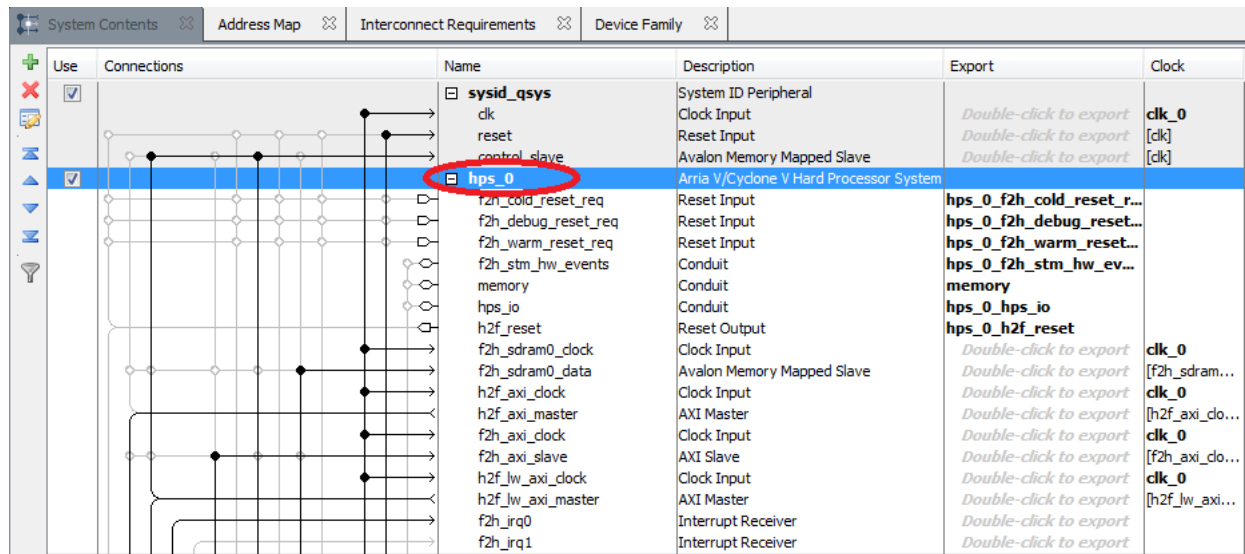 System Contents Address Map Interconnect Requirements Device Family
Use Connections Name Description Export Clock
sysid_qsys System ID Peripheral
clk Clock Input Double-click to export clk_0
reset Reset Input Double-click to export [clk]
control_slave Avalon Memory Mapped Slave Double-click to export [clk]
hps_0 Arria V/Cyclone V Hard Processor System
f2h_cold_reset_req Reset Input hps_0_f2h_cold_reset_r...
f2h_debug_reset_req Reset Input hps_0_f2h_debug_reset...
f2h_warm_reset_req Reset Input hps_0_f2h_warm_reset...
f2h_stm_hw_events Conduit hps_0_f2h_stm_hw_ev...
memory Conduit memory
hps_io Conduit hps_0_hps_io
h2f_reset Reset Output hps_0_h2f_reset
f2h_sdram0_clock Clock Input Double-click to export clk_0
f2h_sdram0_data Avalon Memory Mapped Slave Double-click to export [f2h_sdram...
h2f_axi_clock Clock Input Double-click to export clk_0
h2f_axi_master AXI Master Double-click to export [h2f_axi_clo...
f2h_axi_clock Clock Input Double-click to export clk_0
f2h_axi_slave AXI Slave Double-click to export [f2h_axi_clo...
h2f_lw_axi_clock Clock Input Double-click to export clk_0
h2f_lw_axi_master AXI Master Double-click to export [h2f_lw_axi...
f2h_irq0 Interrupt Receiver Double-click to export
f2h_irq1 Interrupt Receiver Double-click to export